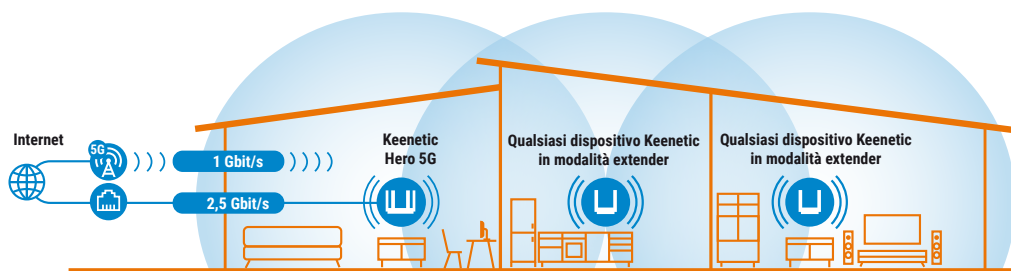 Internet
5G
1 Gbit/s
2,5 Gbit/s
Keenetic
Hero 5G
Qualsiasi dispositivo Keenetic
in modalità extender
Qualsiasi dispositivo Keenetic
in modalità extender